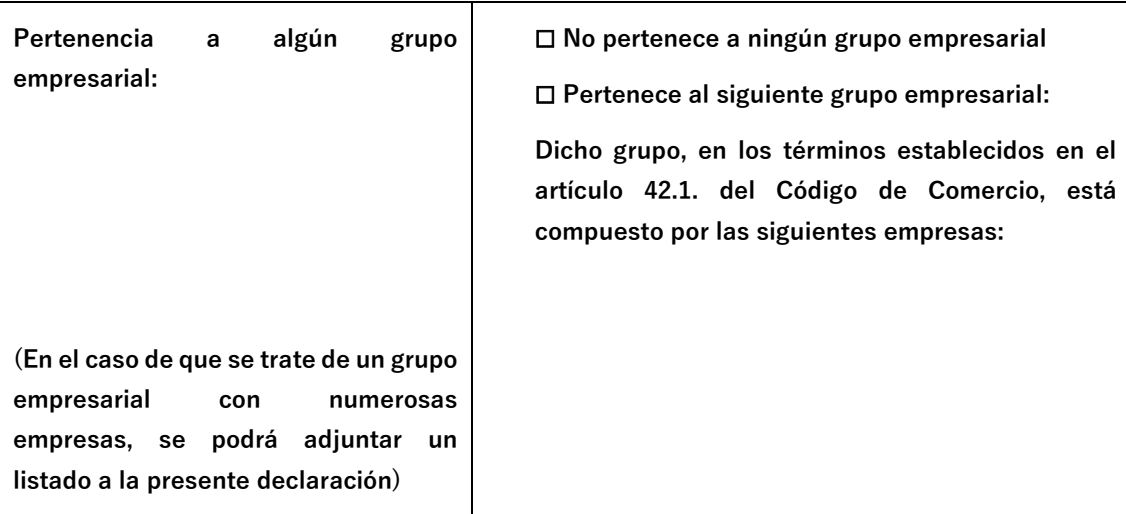 Pertenencia a algún grupo
empresarial:
(En el caso de que se trate de un grupo
empresarial con numerosas
empresas, se podrá adjuntar un
listado a la presente declaración)
☐ No pertenece a ningún grupo empresarial
☐ Pertenece al siguiente grupo empresarial:
Dicho grupo, en los términos establecidos en el
artículo 42.1. del Código de Comercio, está
compuesto por las siguientes empresas: